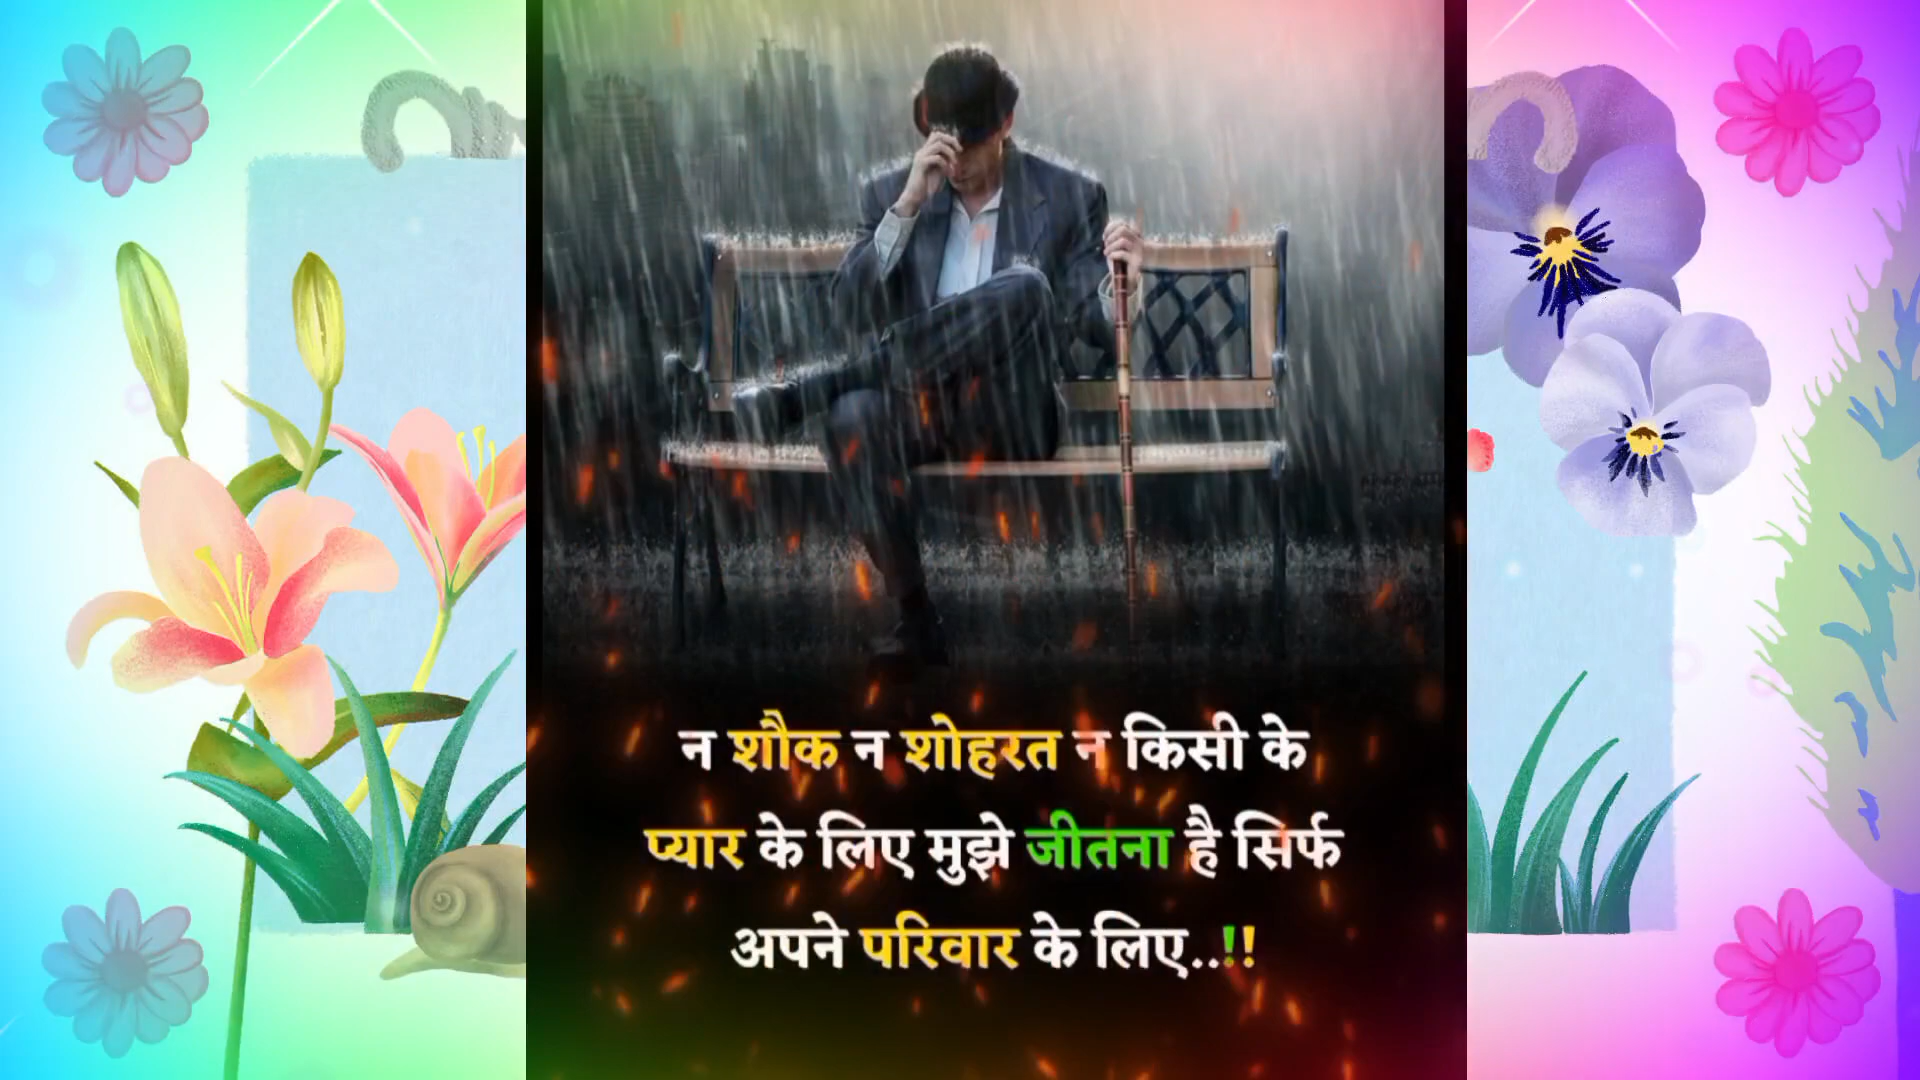 न शौक न शोहरत न किसी के
प्यार के लिए मुझे जीतना है सिर्फ
अपने परिवार के लिए..!!